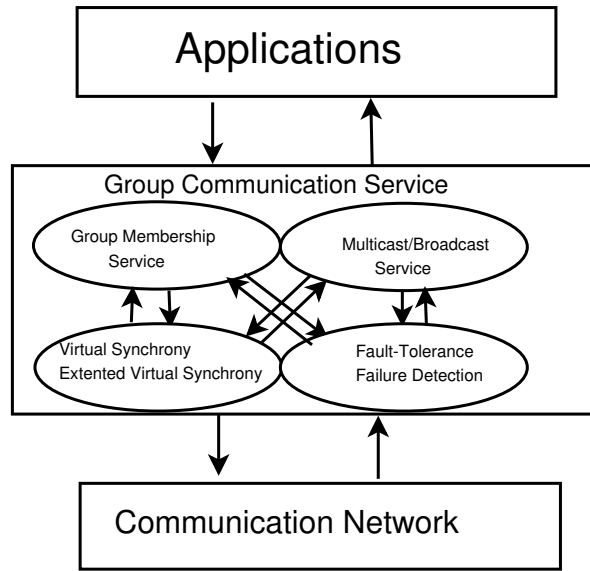 Applications
Group Communication Service
Group Membership
Service
Multicast/Broadcast
Service
Virtual Synchrony
Extented Virtual Synchrony
Fault-Tolerance
Failure Detection
Communication Network